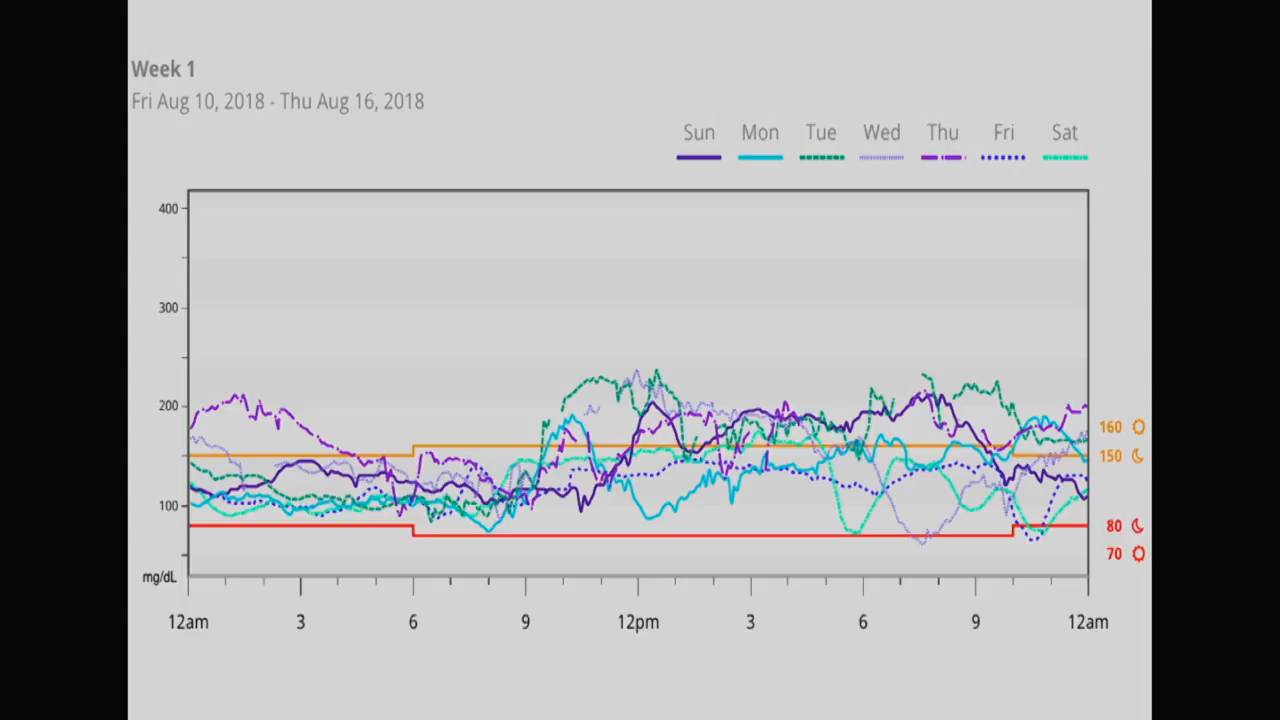 Week 1
Fri Aug 10, 2018 - Thu Aug 16, 2018
Sun Mon Tue Wed Thu Fri Sat
400
300
200
100
mg/dL
160
150
80
70
12am 3 6 9 12pm 3 6 9 12am